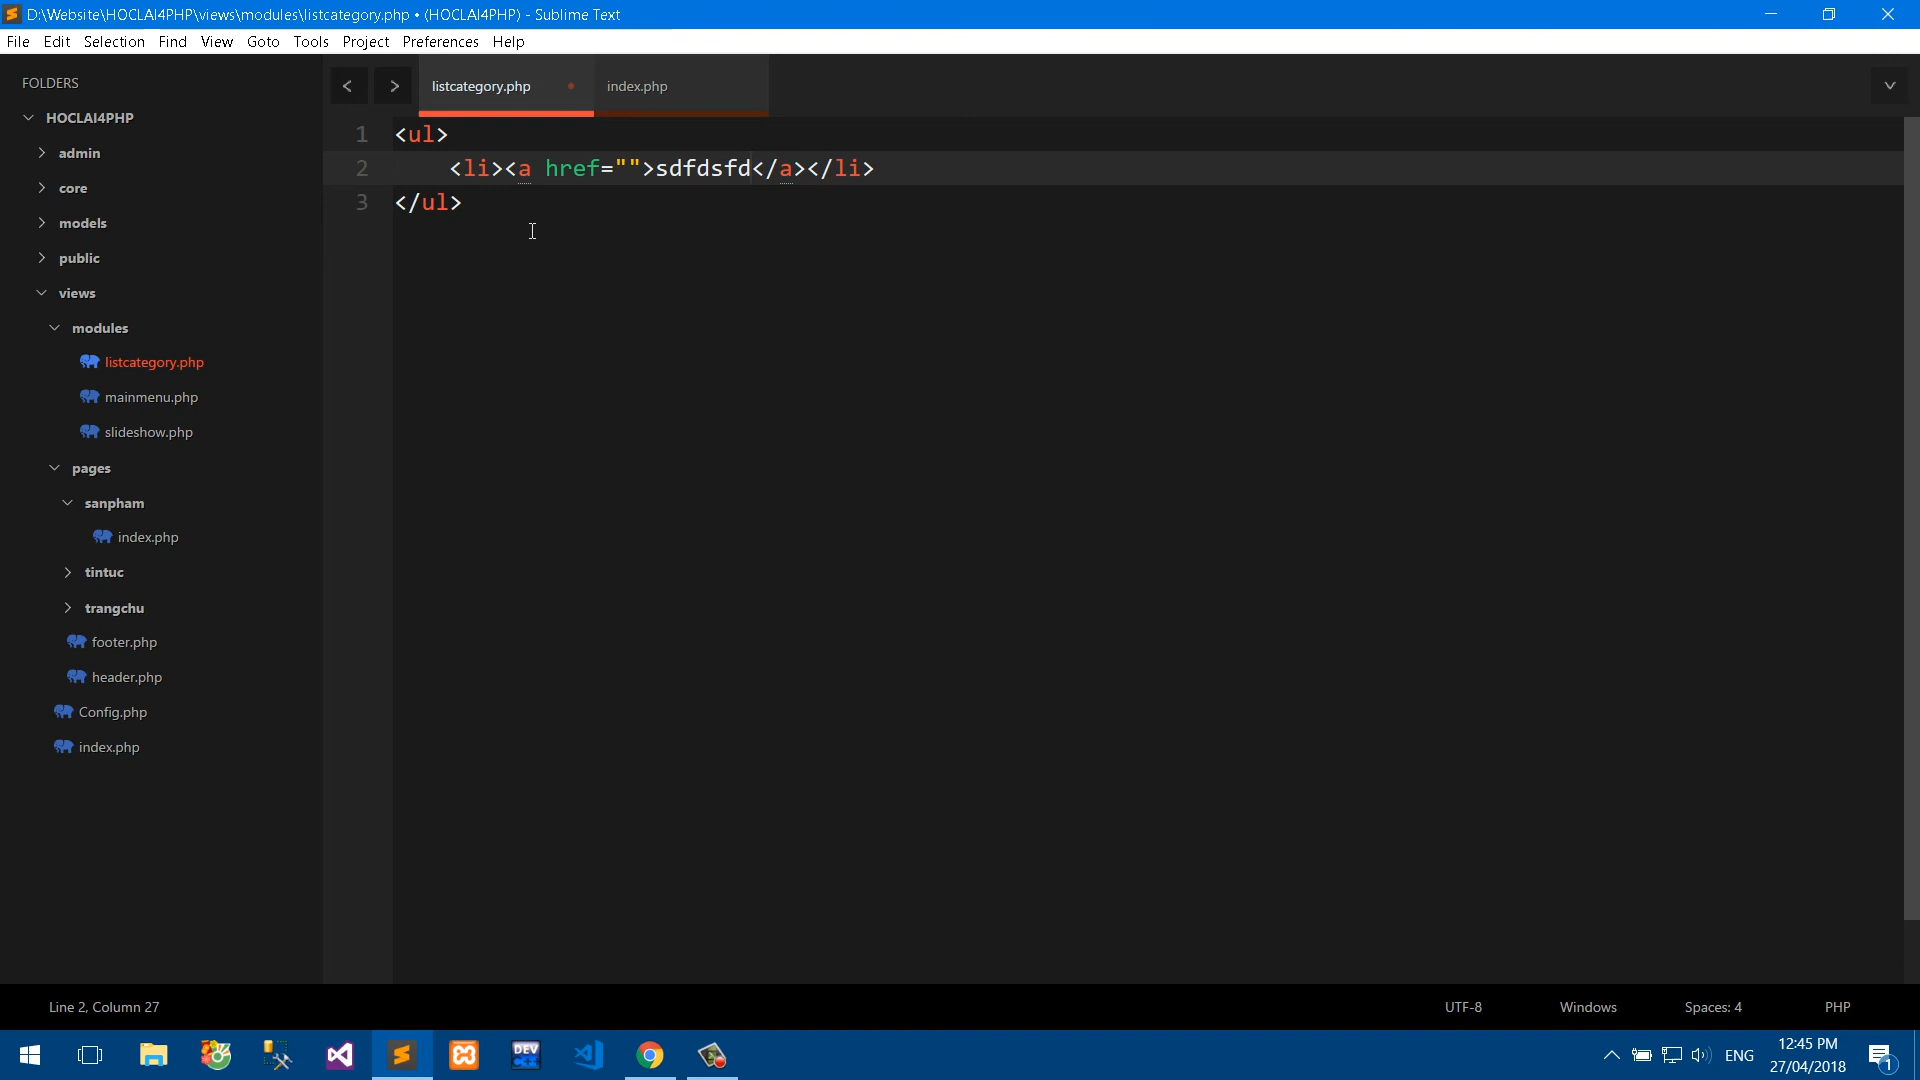 D:\Website\HOCLAI4PHP\views\modules\listcategory.php • (HOCLAI4PHP) - Sublime Text
File Edit Selection Find View Goto Tools Project Preferences Help
FOLDERS
HOCLAI4PHP
admin
core
models
public
views
modules
listcategory.php
mainmenu.php
slideshow.php
pages
sanpham
index.php
tintuc
trangchu
footer.php
header.php
Config.php
index.php
listcategory.php index.php
1 <ul>
2 <li><a href="">sdfdsfd</a></li>
3 </ul>
Line 2, Column 27 UTF-8 Windows Spaces: 4 PHP
DEV
C++
ENG
12:45 PM
27/04/2018
1